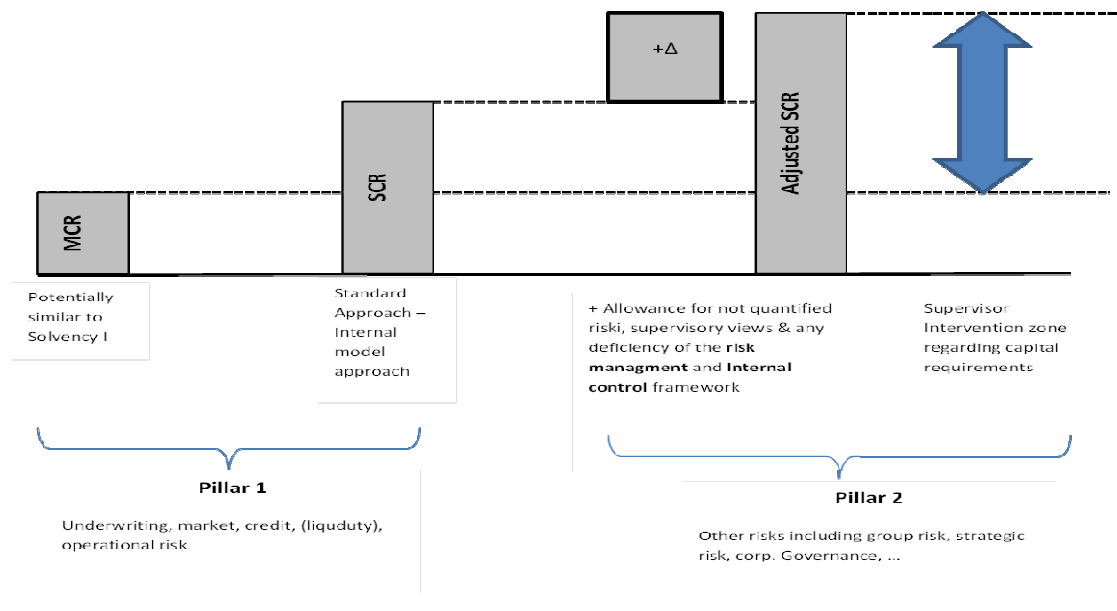 +Δ
Adjusted SCR
SCR
MCR
Potentially
similar to
Solvency I
Standard
Approach –
Internal
model
approach
+ Allowance for not quantified
riski, supervisory views & any
deficiency of the risk
managment and Internal
control framework
Supervisor
Intervention zone
regarding capital
requirements
Pillar 1
Underwriting, market, credit, (liquduty),
operational risk
Pillar 2
Other risks including group risk, strategic
risk, corp. Governance, ...